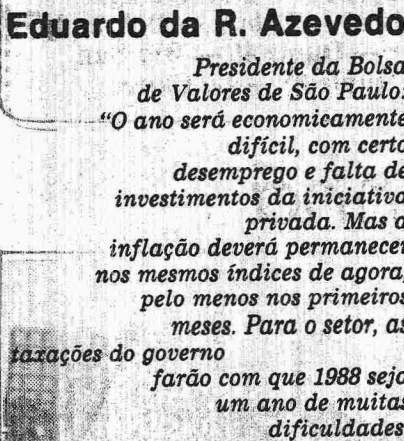 Eduardo da R. Azevedo
Presidente da Bolsa
de Valores de São Paulo:
“O ano será economicamente
difícil, com certo
desemprego e falta de
investimentos da iniciativa
privada. Mas a
inflação deverá permanecer
nos mesmos índices de agora,
pelo menos nos primeiros
meses. Para o setor, as
taxações do governo
farão com que 1988 seja
um ano de muitas
dificuldades